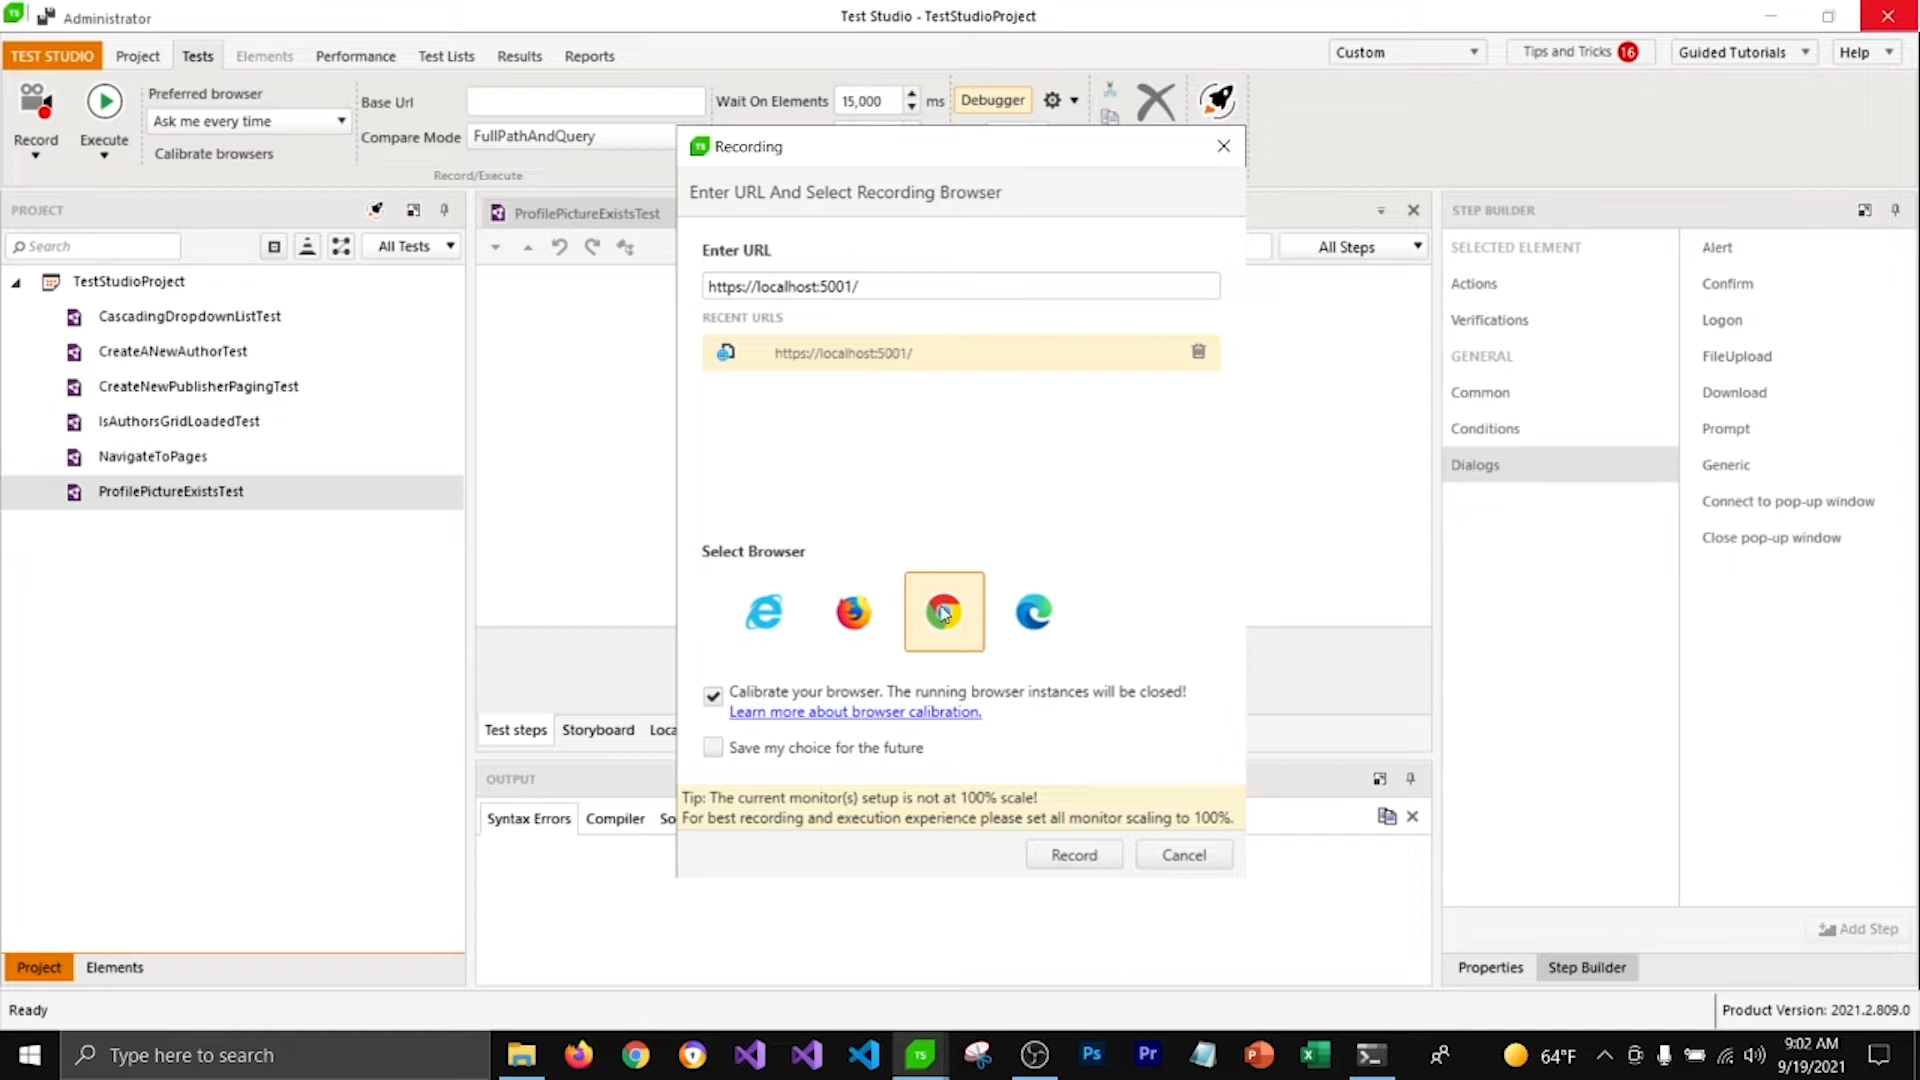 Administrator
Test Studio - TestStudioProject
TEST STUDIO Project Tests Elements Performance Test Lists Results Reports
Custom Tips and Tricks 16 Guided Tutorials Help
Record
Execute
Preferred browser
Ask me every time
Calibrate browsers
Base Url
Compare Mode FullPathAndQuery
Wait On Elements 15,000 ms
Debugger
Record/Execute
PROJECT
Search
All Tests
TestStudioProject
CascadingDropdownListTest
CreateANewAuthorTest
CreateNewPublisherPagingTest
IsAuthorsGridLoadedTest
NavigateToPages
ProfilePictureExistsTest
Project Elements
ProfilePictureExistsTest
All Steps
Test steps Storyboard Loca
OUTPUT
Syntax Errors Compiler So
TS Recording
Enter URL And Select Recording Browser
Enter URL
https://localhost:5001/
RECENT URLS
https://localhost:5001/
Select Browser
Calibrate your browser. The running browser instances will be closed!
Learn more about browser calibration.
Save my choice for the future
Tip: The current monitor(s) setup is not at 100% scale!
For best recording and execution experience please set all monitor scaling to 100%.
Record Cancel
STEP BUILDER
SELECTED ELEMENT
Actions
Verifications
GENERAL
Common
Conditions
Dialogs
Alert
Confirm
Logon
FileUpload
Download
Prompt
Generic
Connect to pop-up window
Close pop-up window
Add Step
Properties Step Builder
Ready
Product Version: 2021.2.809.0
Type here to search
TS
Ps
Pr
64°F
9:02 AM
9/19/2021